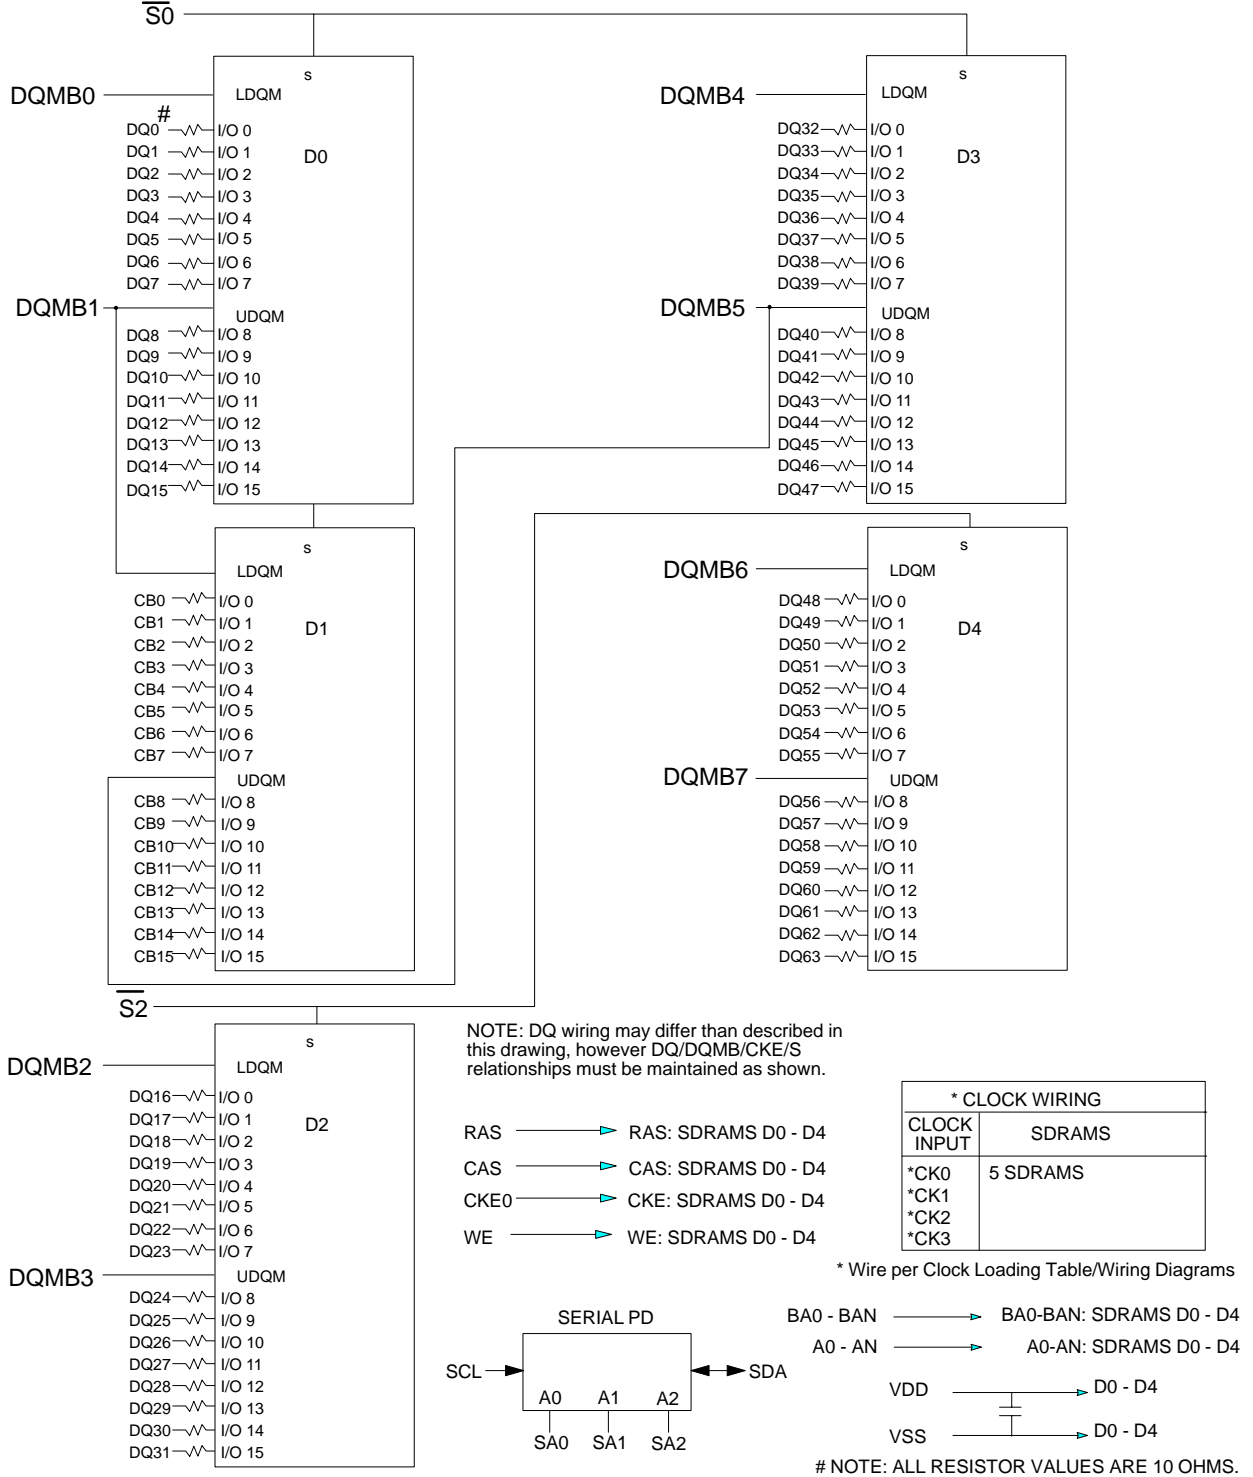 S0
s
LDQM
DQMB0
#
DQ0 I/O 0
DQ1 I/O 1
D0
DQ2 I/O 2
DQ3 I/O 3
DQ4 I/O 4
DQ5 I/O 5
DQ6 I/O 6
DQ7 I/O 7
DQMB1
UDQM
DQ8 I/O 8
DQ9 I/O 9
DQ10 I/O 10
DQ11 I/O 11
DQ12 I/O 12
DQ13 I/O 13
DQ14 I/O 14
DQ15 I/O 15
s
LDQM
CB0 I/O 0
CB1 I/O 1
D1
CB2 I/O 2
CB3 I/O 3
CB4 I/O 4
CB5 I/O 5
CB6 I/O 6
CB7 I/O 7
UDQM
CB8 I/O 8
CB9 I/O 9
CB10 I/O 10
CB11 I/O 11
CB12 I/O 12
CB13 I/O 13
CB14 I/O 14
CB15 I/O 15
s
LDQM
DQMB4
DQ32 I/O 0
DQ33 I/O 1
D3
DQ34 I/O 2
DQ35 I/O 3
DQ36 I/O 4
DQ37 I/O 5
DQ38 I/O 6
DQ39 I/O 7
DQMB5
UDQM
DQ40 I/O 8
DQ41 I/O 9
DQ42 I/O 10
DQ43 I/O 11
DQ44 I/O 12
DQ45 I/O 13
DQ46 I/O 14
DQ47 I/O 15
s
DQMB6
LDQM
DQ48 I/O 0
DQ49 I/O 1
D4
DQ50 I/O 2
DQ51 I/O 3
DQ52 I/O 4
DQ53 I/O 5
DQ54 I/O 6
DQ55 I/O 7
DQMB7
UDQM
DQ56 I/O 8
DQ57 I/O 9
DQ58 I/O 10
DQ59 I/O 11
DQ60 I/O 12
DQ61 I/O 13
DQ62 I/O 14
DQ63 I/O 15
S2
s
DQMB2
LDQM
DQ16 I/O 0
DQ17 I/O 1
D2
DQ18 I/O 2
DQ19 I/O 3
DQ20 I/O 4
DQ21 I/O 5
DQ22 I/O 6
DQ23 I/O 7
DQMB3
UDQM
DQ24 I/O 8
DQ25 I/O 9
DQ26 I/O 10
DQ27 I/O 11
DQ28 I/O 12
DQ29 I/O 13
DQ30 I/O 14
DQ31 I/O 15
NOTE: DQ wiring may differ than described in
this drawing, however DQ/DQMB/CKE/S
relationships must be maintained as shown.
RAS RAS: SDRAMS D0 - D4
CAS CAS: SDRAMS D0 - D4
CKE0 CKE: SDRAMS D0 - D4
WE WE: SDRAMS D0 - D4
* CLOCK WIRING
CLOCK
INPUT
SDRAMS
*CK0 5 SDRAMS
*CK1
*CK2
*CK3
* Wire per Clock Loading Table/Wiring Diagrams
SERIAL PD
SCL SDA
A0 A1 A2
SA0 SA1 SA2
BA0 - BAN BA0-BAN: SDRAMS D0 - D4
A0 - AN A0-AN: SDRAMS D0 - D4
VDD D0 - D4
VSS D0 - D4
# NOTE: ALL RESISTOR VALUES ARE 10 OHMS.